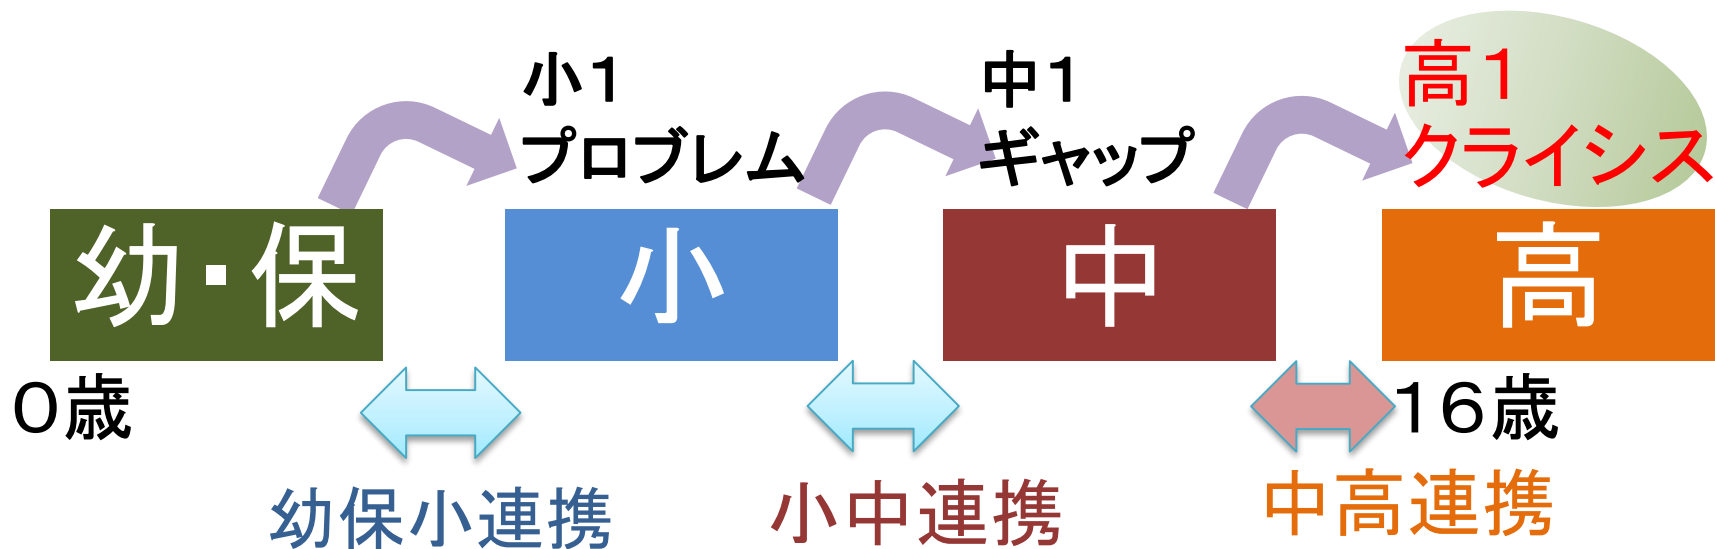 小１
プロブレム
中１
ギャップ
高１
クライシス
幼・保
小
中
高
０歳
１６歳
幼保小連携
小中連携
中高連携